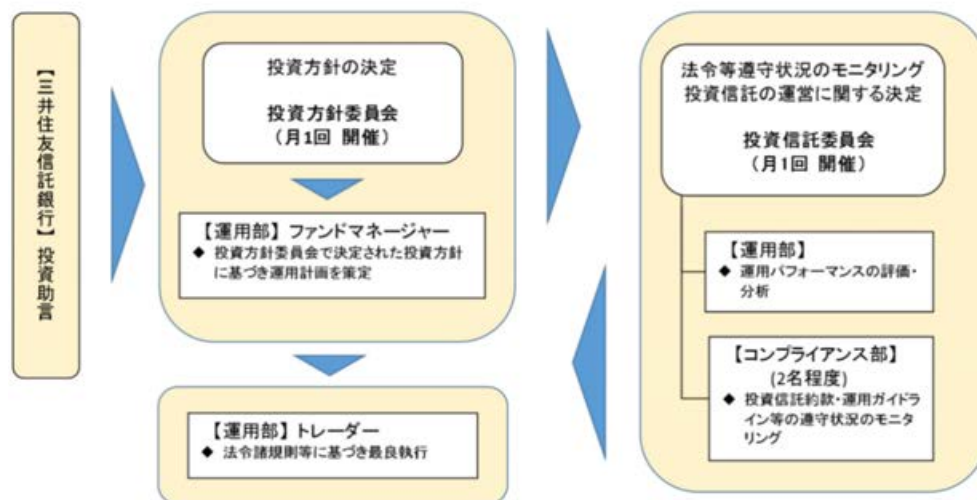 【三井住友信託銀行】投資助言
投資方針の決定
投資方針委員会
（月1回 開催）
【運用部】ファンドマネージャー
◆ 投資方針委員会で決定された投資方針
に基づき運用計画を策定
【運用部】トレーダー
◆ 法令諸規則等に基づき最良執行
法令等遵守状況のモニタリング
投資信託の運営に関する決定
投資信託委員会
（月1回 開催）
【運用部】
◆ 運用パフォーマンスの評価・
分析
【コンプライアンス部】
(2名程度)
◆ 投資信託約款・運用ガイドラ
イン等の遵守状況のモニタ
リング